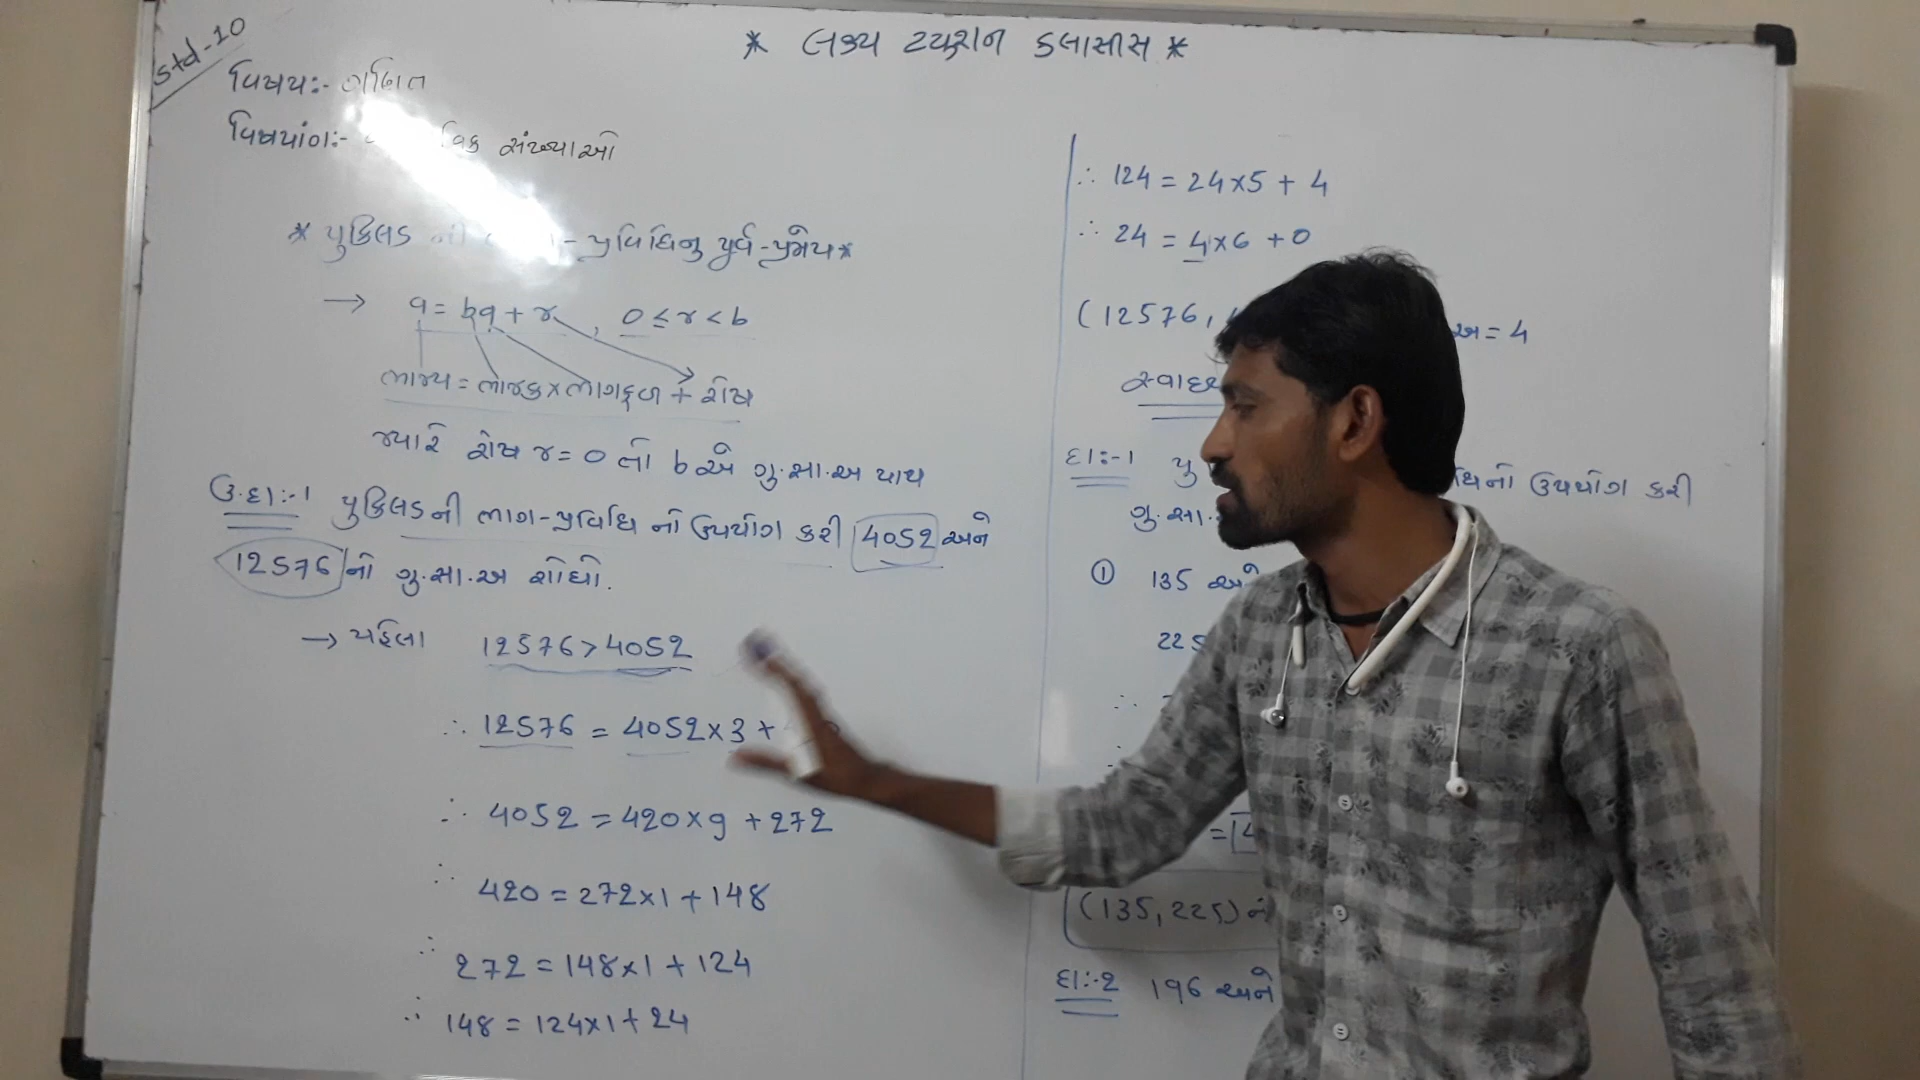 std-10
* લક્ષ્ય ટ્યુશન ક્લાસીસ *
વિષય:- ગણિત
વિષયાંગ:- વિક સંખ્યાઓ
* યુક્લિડ ની - પ્રવિધિનુ પુર્વ-પ્રમેય *
→ a = bq + r , 0 ≤ r < b
ભાજ્ય = ભાજક × ભાગફળ + શેષ
જ્યારે શેષ r = 0 તો b એ ગુ.સા.અ થાય
ઉ.દા:-1 યુક્લિડની ભાગ-પ્રવિધિ નો ઉપયોગ કરી 4052 અને
12576 નો ગુ.સા.અ શોધો.
→ પહેલા 12576 > 4052
∴ 12576 = 4052 × 3 +
∴ 4052 = 420 × 9 + 272
∴ 420 = 272 × 1 + 148
∴ 272 = 148 × 1 + 124
∴ 148 = 124 × 1 + 24
∴ 124 = 24 × 5 + 4
∴ 24 = 4 × 6 + 0
(12576, અ = 4
દા:-1 યુ નો ઉપયોગ કરી
ગુ.સા.
① 135 અને
225
(135, 225) નો
દા:-2 196 અને